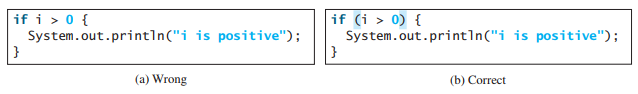 if i > 0 {
  System.out.println("i is positive");
}
(a) Wrong
if (i > 0) {
  System.out.println("i is positive");
}
(b) Correct